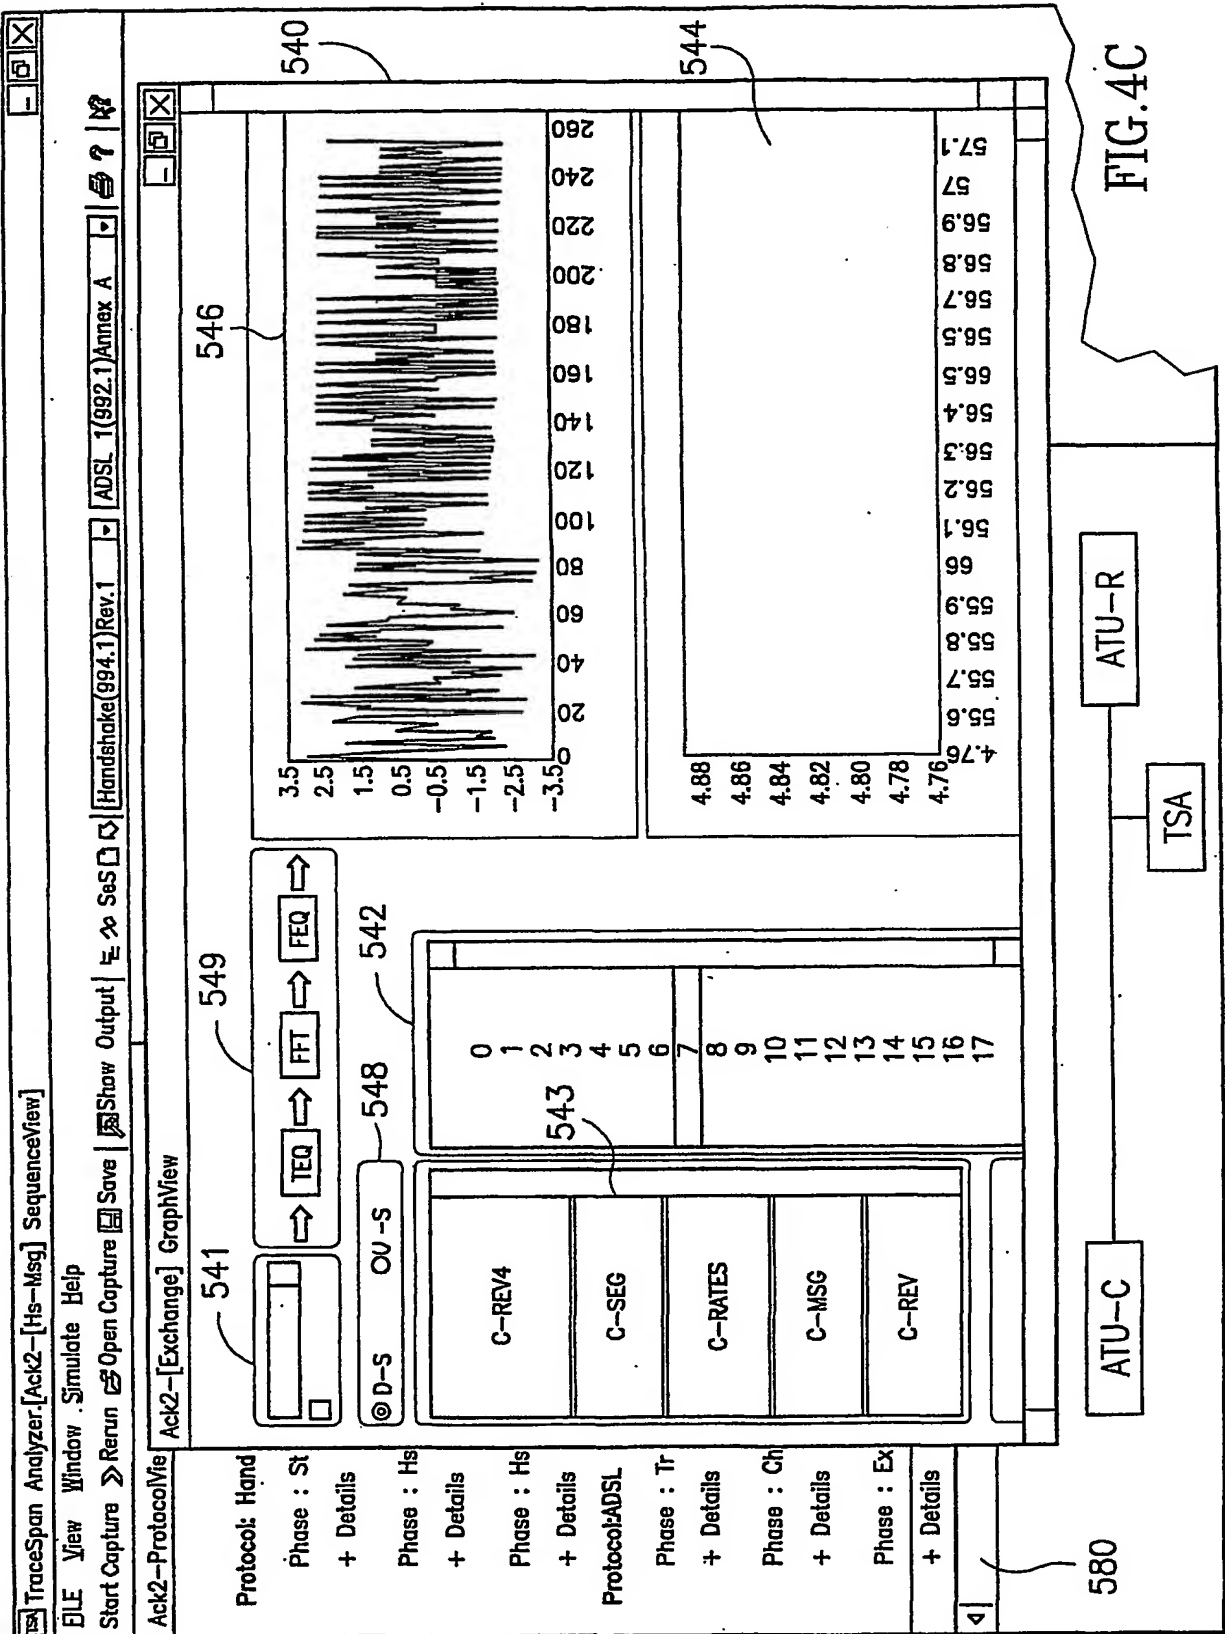 TSA TraceSpan Analyzer.[Ack2-[Hs-Msg] SequenceView]
FILE View Window Simulate Help
Start Capture >>Rerun Open Capture Save | Show Output | SeS Handshake(994.1)Rev.1 ADSL 1(992.1)Annex A ?
Ack2-ProtocolVie
Ack2-[Exchange] GraphView
Protocol: Hand
Phase : St
+ Details
Phase : Hs
+ Details
Phase : Hs
+ Details
Protocol:ADSL
Phase : Tr
+ Details
Phase : Ch
+ Details
Phase : Ex
+ Details
580
541
549
TEQ
FFT
FEQ
548
D-S
OU-S
542
543
C-REV4
C-SEG
C-RATES
C-MSG
C-REV
0
1
2
3
4
5
6
7
8
9
10
11
12
13
14
15
16
17
546
540
3.5
2.5
1.5
0.5
-0.5
-1.5
-2.5
-3.5
0 20 40 60 80 100 120 140 160 180 200 220 240 260
544
4.88
4.86
4.84
4.82
4.80
4.78
4.76
4.76 55.6 55.7 55.8 55.9 66 56.1 56.2 56.3 56.4 66.5 56.5 56.7 56.8 56.9 57 57.1
ATU-C
TSA
ATU-R
FIG.4C